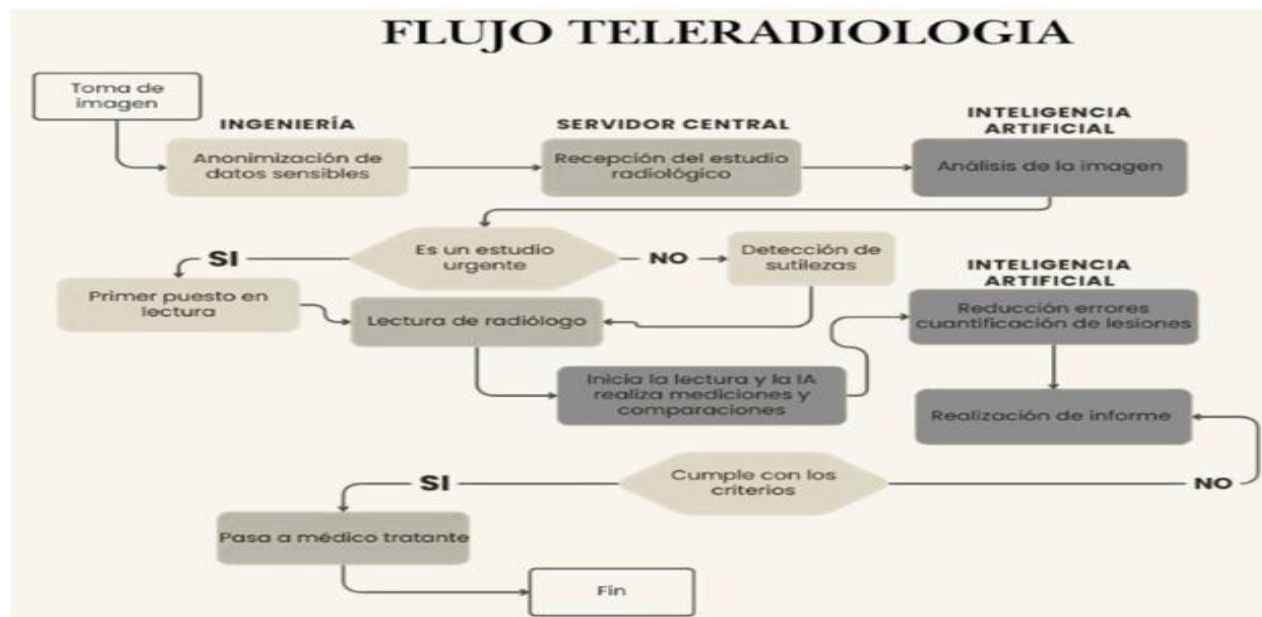 FLUJO TELERADIOLOGIA
Toma de
imagen
INGENIERÍA
Anonimización de
datos sensibles
SERVIDOR CENTRAL
Recepción del estudio
radiológico
INTELIGENCIA
ARTIFICIAL
Análisis de la imagen
Es un estudio
urgente
SI
NO
Primer puesto en
lectura
Detección de
sutilezas
Lectura de radiólogo
Inicia la lectura y la IA
realiza mediciones y
comparaciones
INTELIGENCIA
ARTIFICIAL
Reducción errores
cuantificación de lesiones
Realización de informe
Cumple con los
criterios
SI
NO
Pasa a médico tratante
Fin